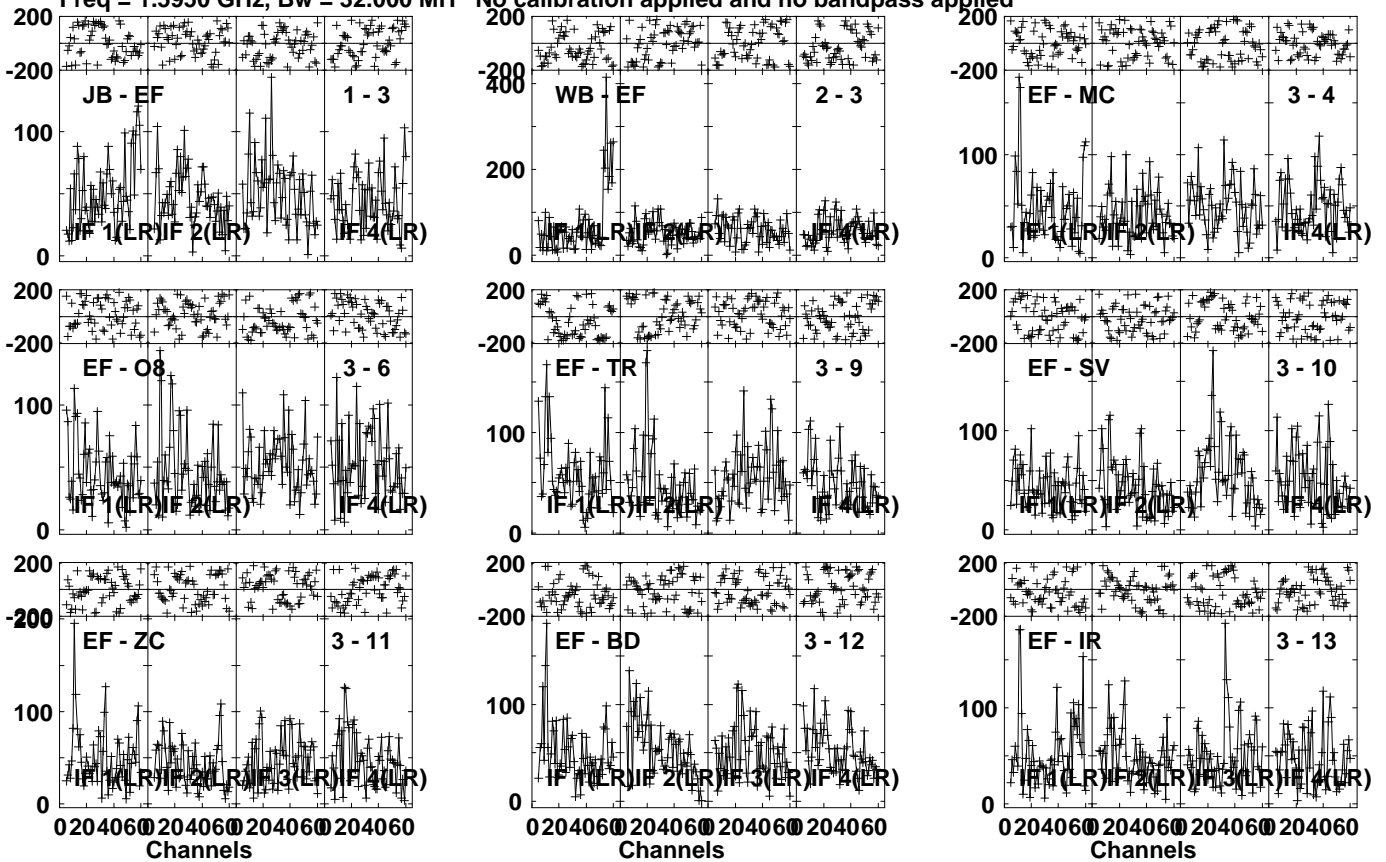 Freq = 1.5950 GHz, Bw = 32.000 MH No calibration applied and no bandpass applied
200 200 200
-200 -200 -200
JB - EF 1 - 3 WB - EF 2 - 3 EF - MC 3 - 4
100 400 100
200
0 0 0
IF 1(LR) IF 2(LR) IF 4(LR) IF 1(LR) IF 2(LR) IF 4(LR) IF 1(LR) IF 2(LR) IF 4(LR)
200 200 200
-200 -200 -200
EF - O8 3 - 6 EF - TR 3 - 9 EF - SV 3 - 10
100 100 100
IF 1(LR) IF 2(LR) IF 4(LR) IF 1(LR) IF 2(LR) IF 4(LR) IF 1(LR) IF 2(LR) IF 4(LR)
0 0 0
200 200 200
-200 -200 -200
200
EF - ZC 3 - 11 EF - BD 3 - 12 EF - IR 3 - 13
100 100 100
IF 1(LR) IF 2(LR) IF 3(LR) IF 4(LR) IF 1(LR) IF 2(LR) IF 3(LR) IF 4(LR) IF 1(LR) IF 2(LR) IF 3(LR) IF 4(LR)
0 0 0
0 20 40 60 0 20 40 60 0 20 40 60 0 20 40 60 0 20 40 60 0 20 40 60 0 20 40 60 0 20 40 60 0 20 40 60 0 20 40 60 0 20 40 60 0 20 40 60
Channels Channels Channels